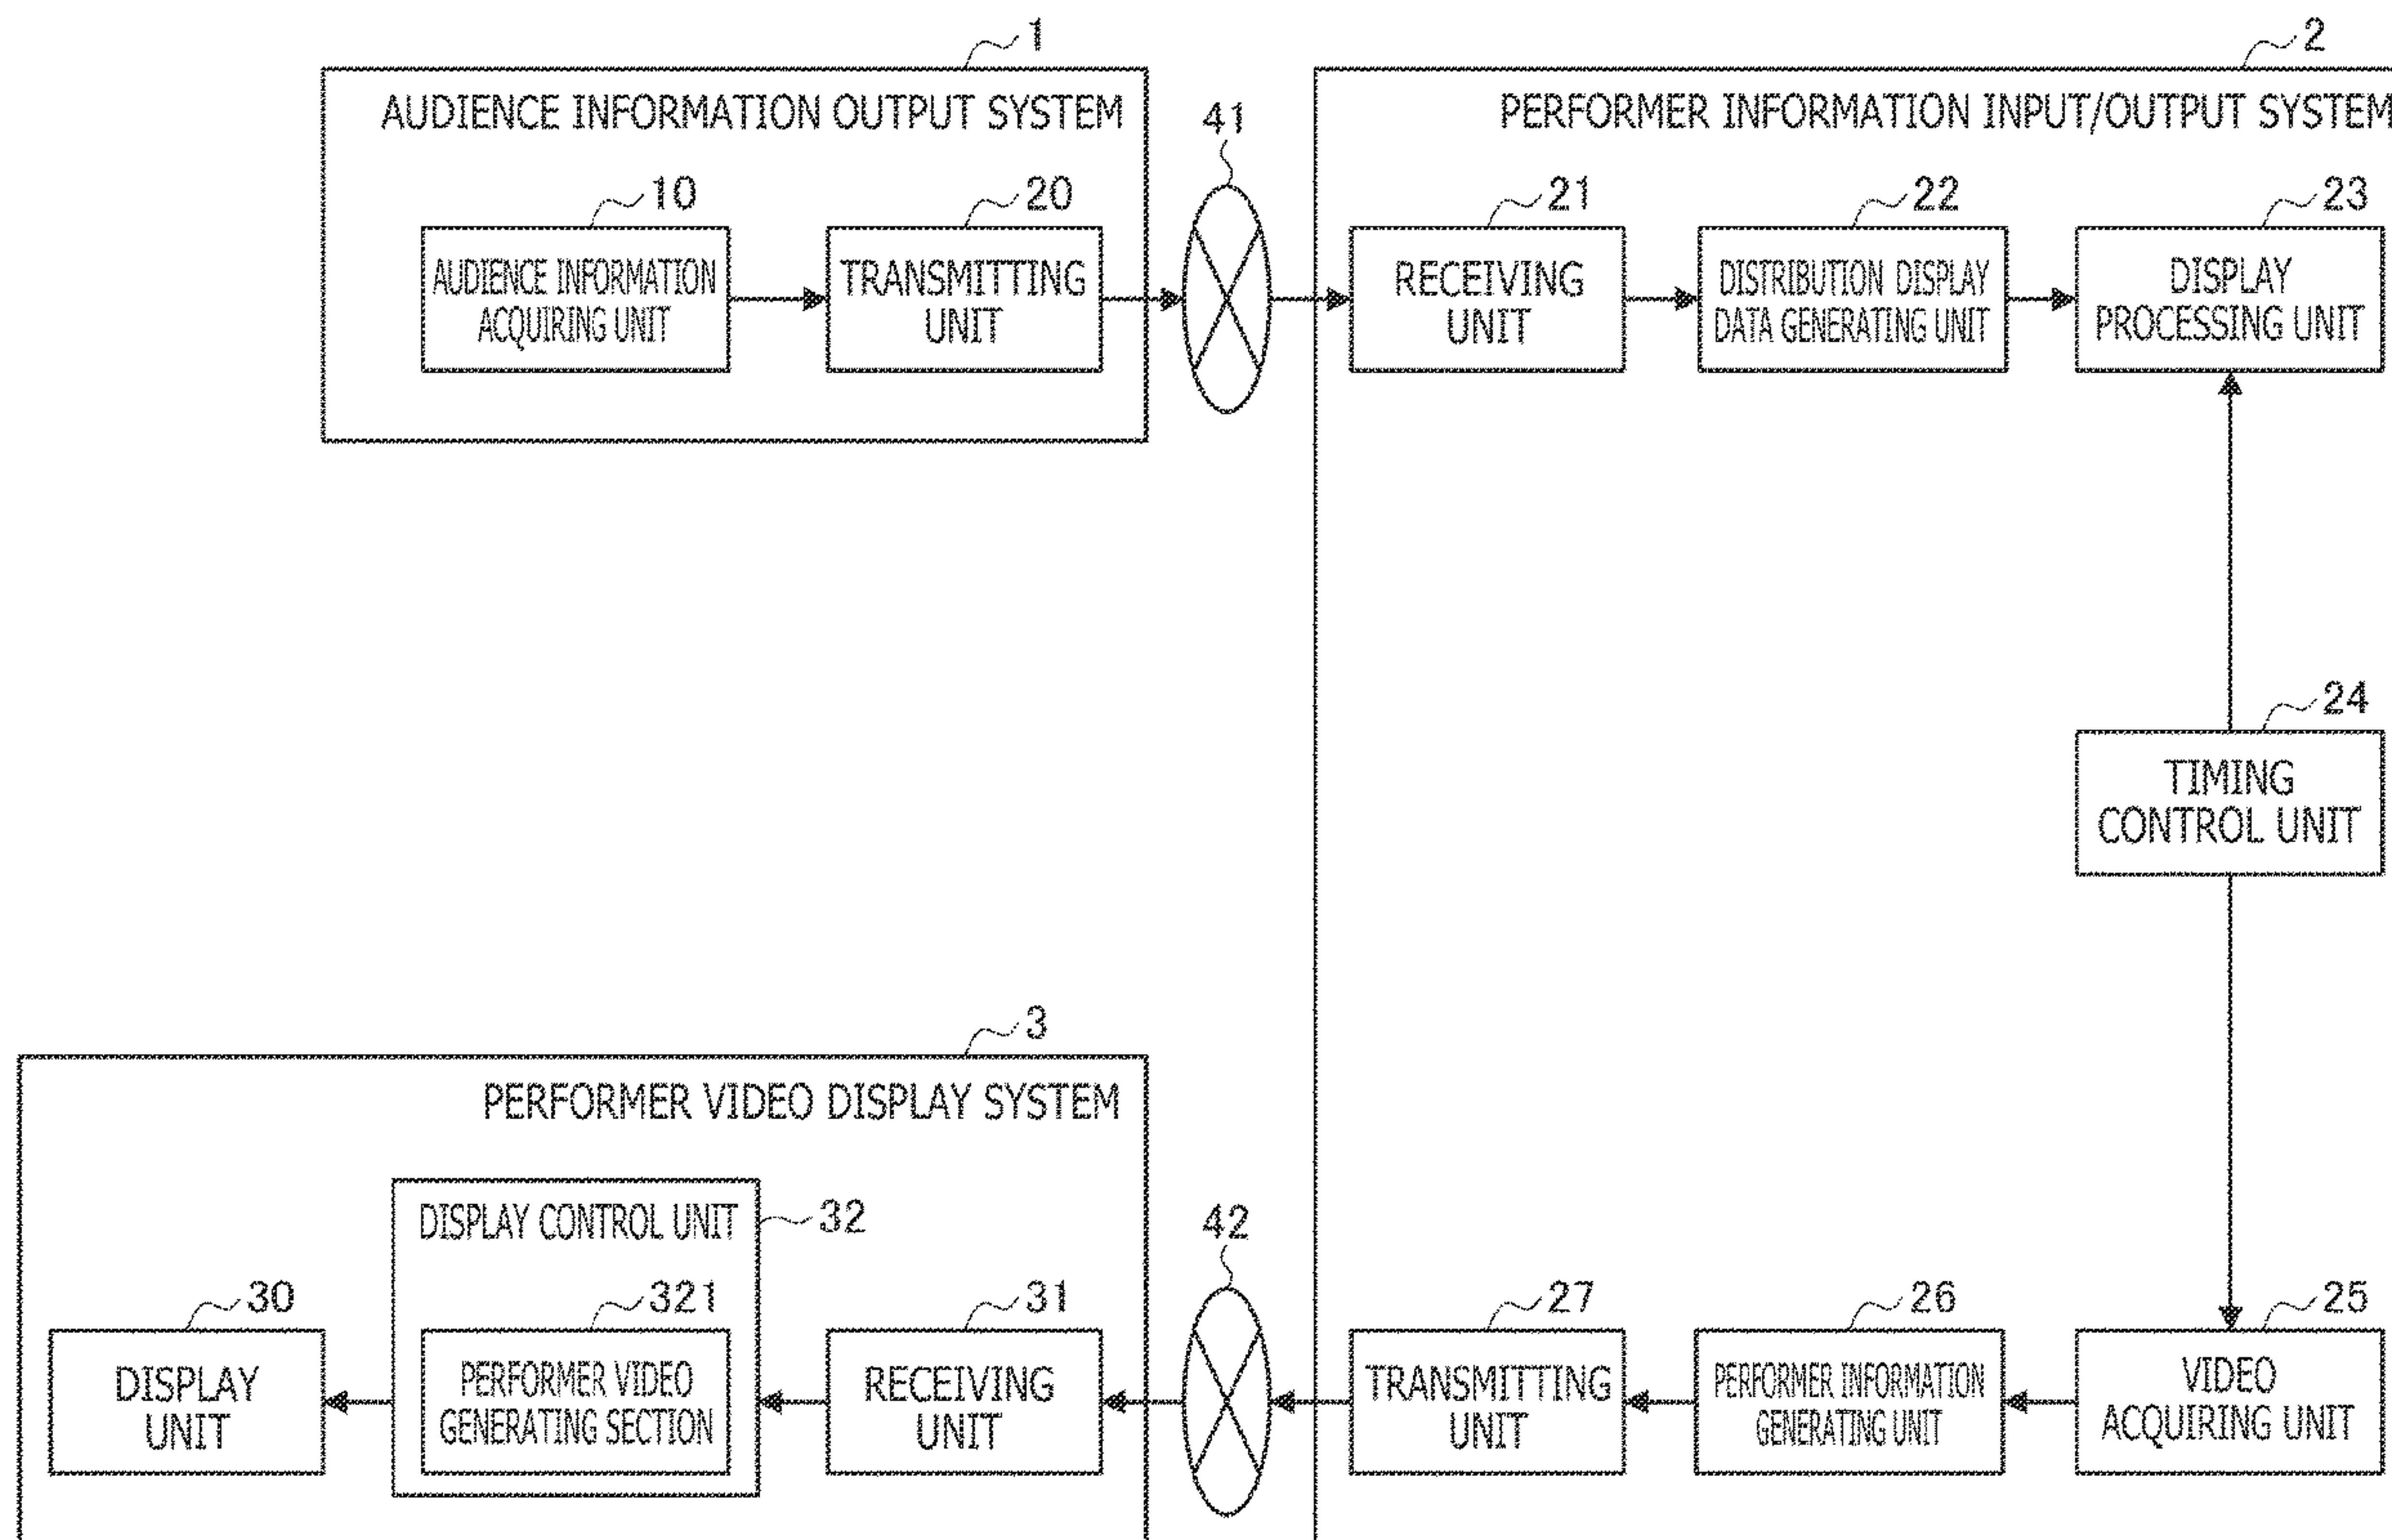 1
AUDIENCE INFORMATION OUTPUT SYSTEM
10
AUDIENCE INFORMATION
ACQUIRING UNIT
20
TRANSMITTING
UNIT
41
2
PERFORMER INFORMATION INPUT/OUTPUT SYSTEM
21
RECEIVING
UNIT
22
DISTRIBUTION DISPLAY
DATA GENERATING UNIT
23
DISPLAY
PROCESSING UNIT
24
TIMING
CONTROL UNIT
3
PERFORMER VIDEO DISPLAY SYSTEM
30
DISPLAY
UNIT
DISPLAY CONTROL UNIT
32
321
PERFORMER VIDEO
GENERATING SECTION
31
RECEIVING
UNIT
42
27
TRANSMITTING
UNIT
26
PERFORMER INFORMATION
GENERATING UNIT
25
VIDEO
ACQUIRING UNIT